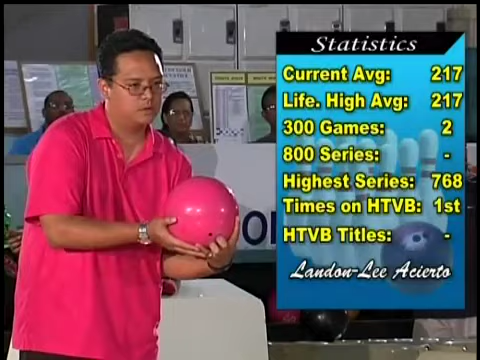 Statistics
Current Avg: 217
Life. High Avg: 217
300 Games: 2
800 Series: -
Highest Series: 768
Times on HTVB: 1st
HTVB Titles: -
Landon-Lee Acierto